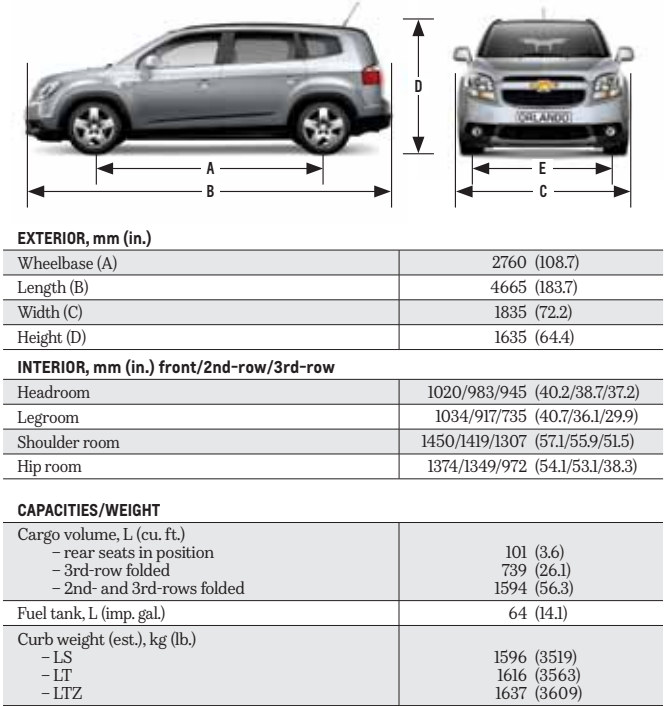 D
E
ORLANDO
A
E
B
C
EXTERIOR, mm (in.)
Wheelbase (A) 2760 (108.7)
Length (B) 4665 (183.7)
Width (C) 1835 (72.2)
Height (D) 1635 (64.4)
INTERIOR, mm (in.) front/2nd-row/3rd-row
Headroom 1020/983/945 (40.2/38.7/37.2)
Legroom 1034/917/735 (40.7/36.1/29.9)
Shoulder room 1450/1419/1307 (57.1/55.9/51.5)
Hip room 1374/1349/972 (54.1/53.1/38.3)
CAPACITIES/WEIGHT
Cargo volume, L (cu. ft.)
– rear seats in position 101 (3.6)
– 3rd-row folded 739 (26.1)
– 2nd- and 3rd-rows folded 1594 (56.3)
Fuel tank, L (imp. gal.) 64 (14.1)
Curb weight (est.), kg (lb.)
– LS 1596 (3519)
– LT 1616 (3563)
– LTZ 1637 (3609)